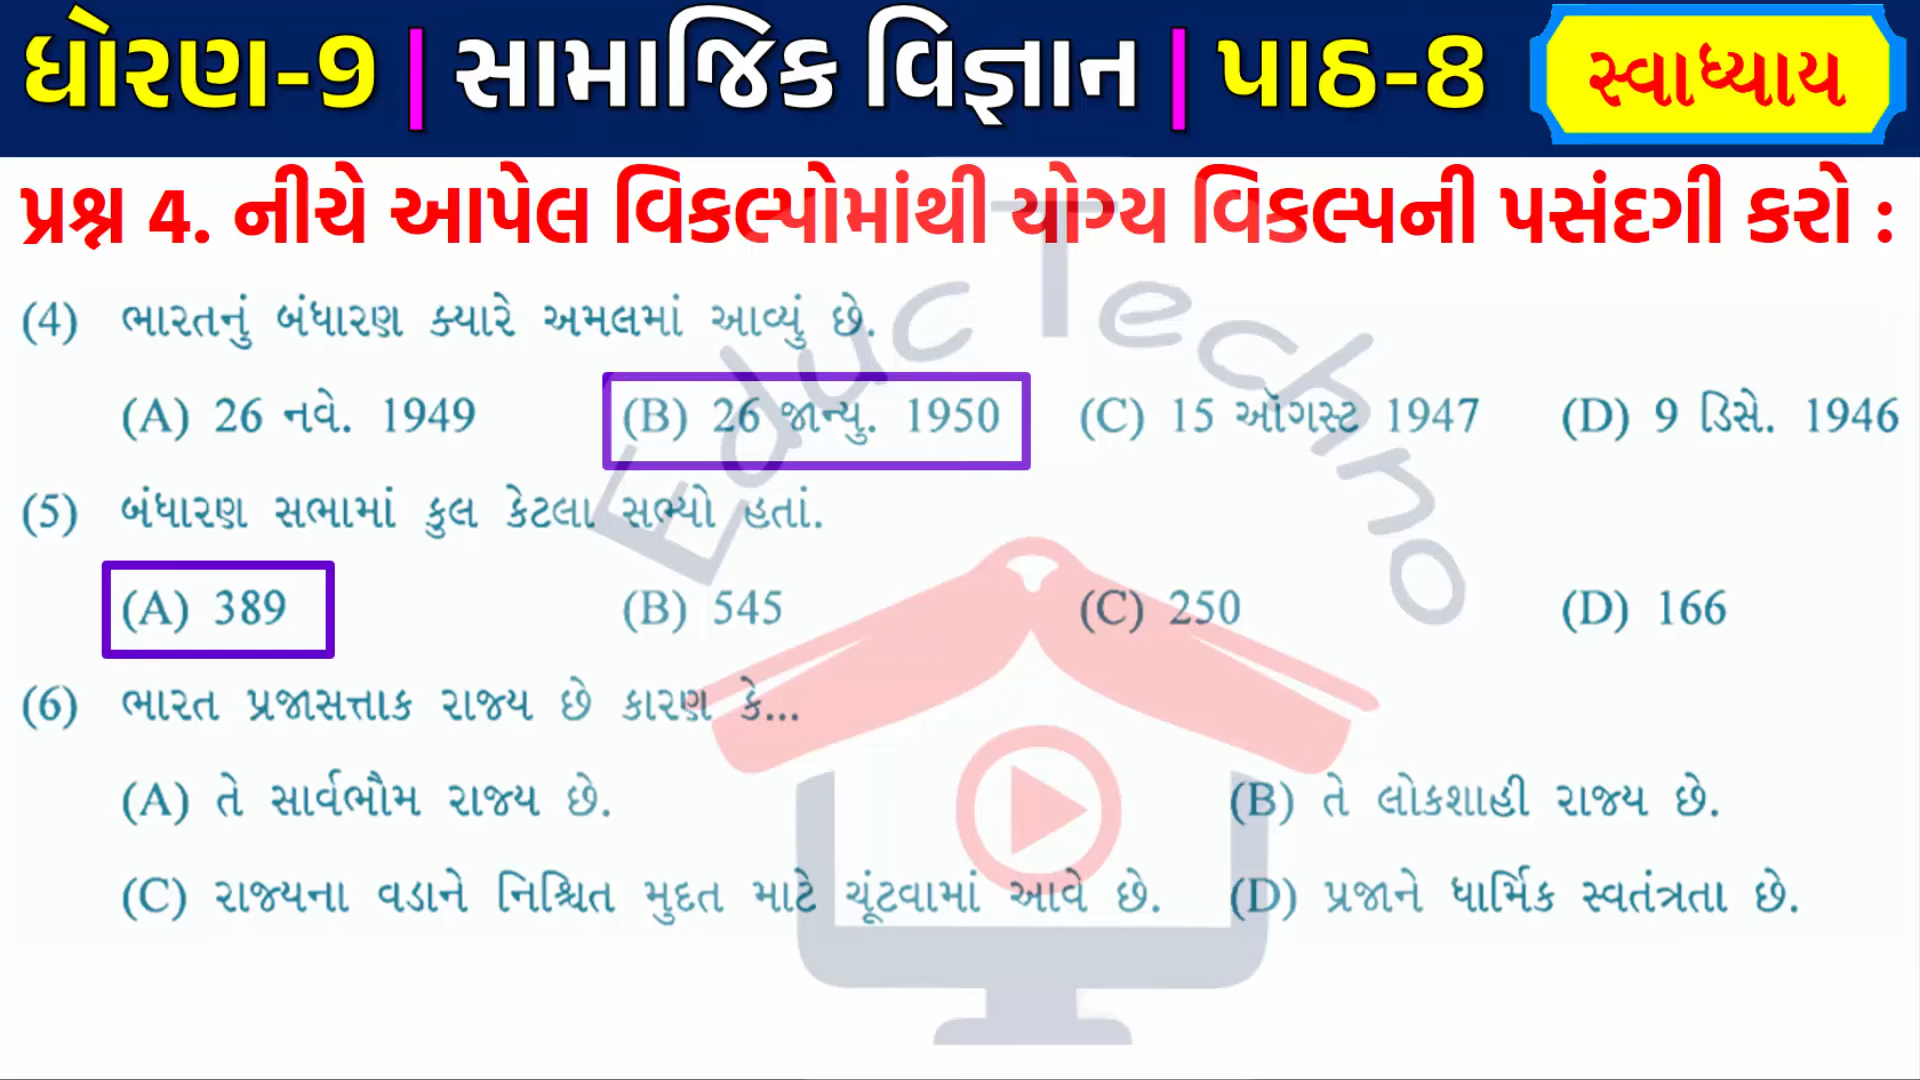 ધોરણ-9 | સામાજિક વિજ્ઞાન | પાઠ-8 સ્વાધ્યાય
પ્રશ્ન 4. નીચે આપેલ વિકલ્પોમાંથી યોગ્ય વિકલ્પની પસંદગી કરો :
(4) ભારતનું બંધારણ ક્યારે અમલમાં આવ્યું છે.
(A) 26 નવે. 1949 (B) 26 જાન્યુ. 1950 (C) 15 ઑગસ્ટ 1947 (D) 9 ડિસે. 1946
(5) બંધારણ સભામાં કુલ કેટલા સભ્યો હતાં.
(A) 389 (B) 545 (C) 250 (D) 166
(6) ભારત પ્રજાસત્તાક રાજ્ય છે કારણ કે...
(A) તે સાર્વભૌમ રાજ્ય છે. (B) તે લોકશાહી રાજ્ય છે.
(C) રાજ્યના વડાને નિશ્ચિત મુદત માટે ચૂંટવામાં આવે છે. (D) પ્રજાને ધાર્મિક સ્વતંત્રતા છે.
EducTechno